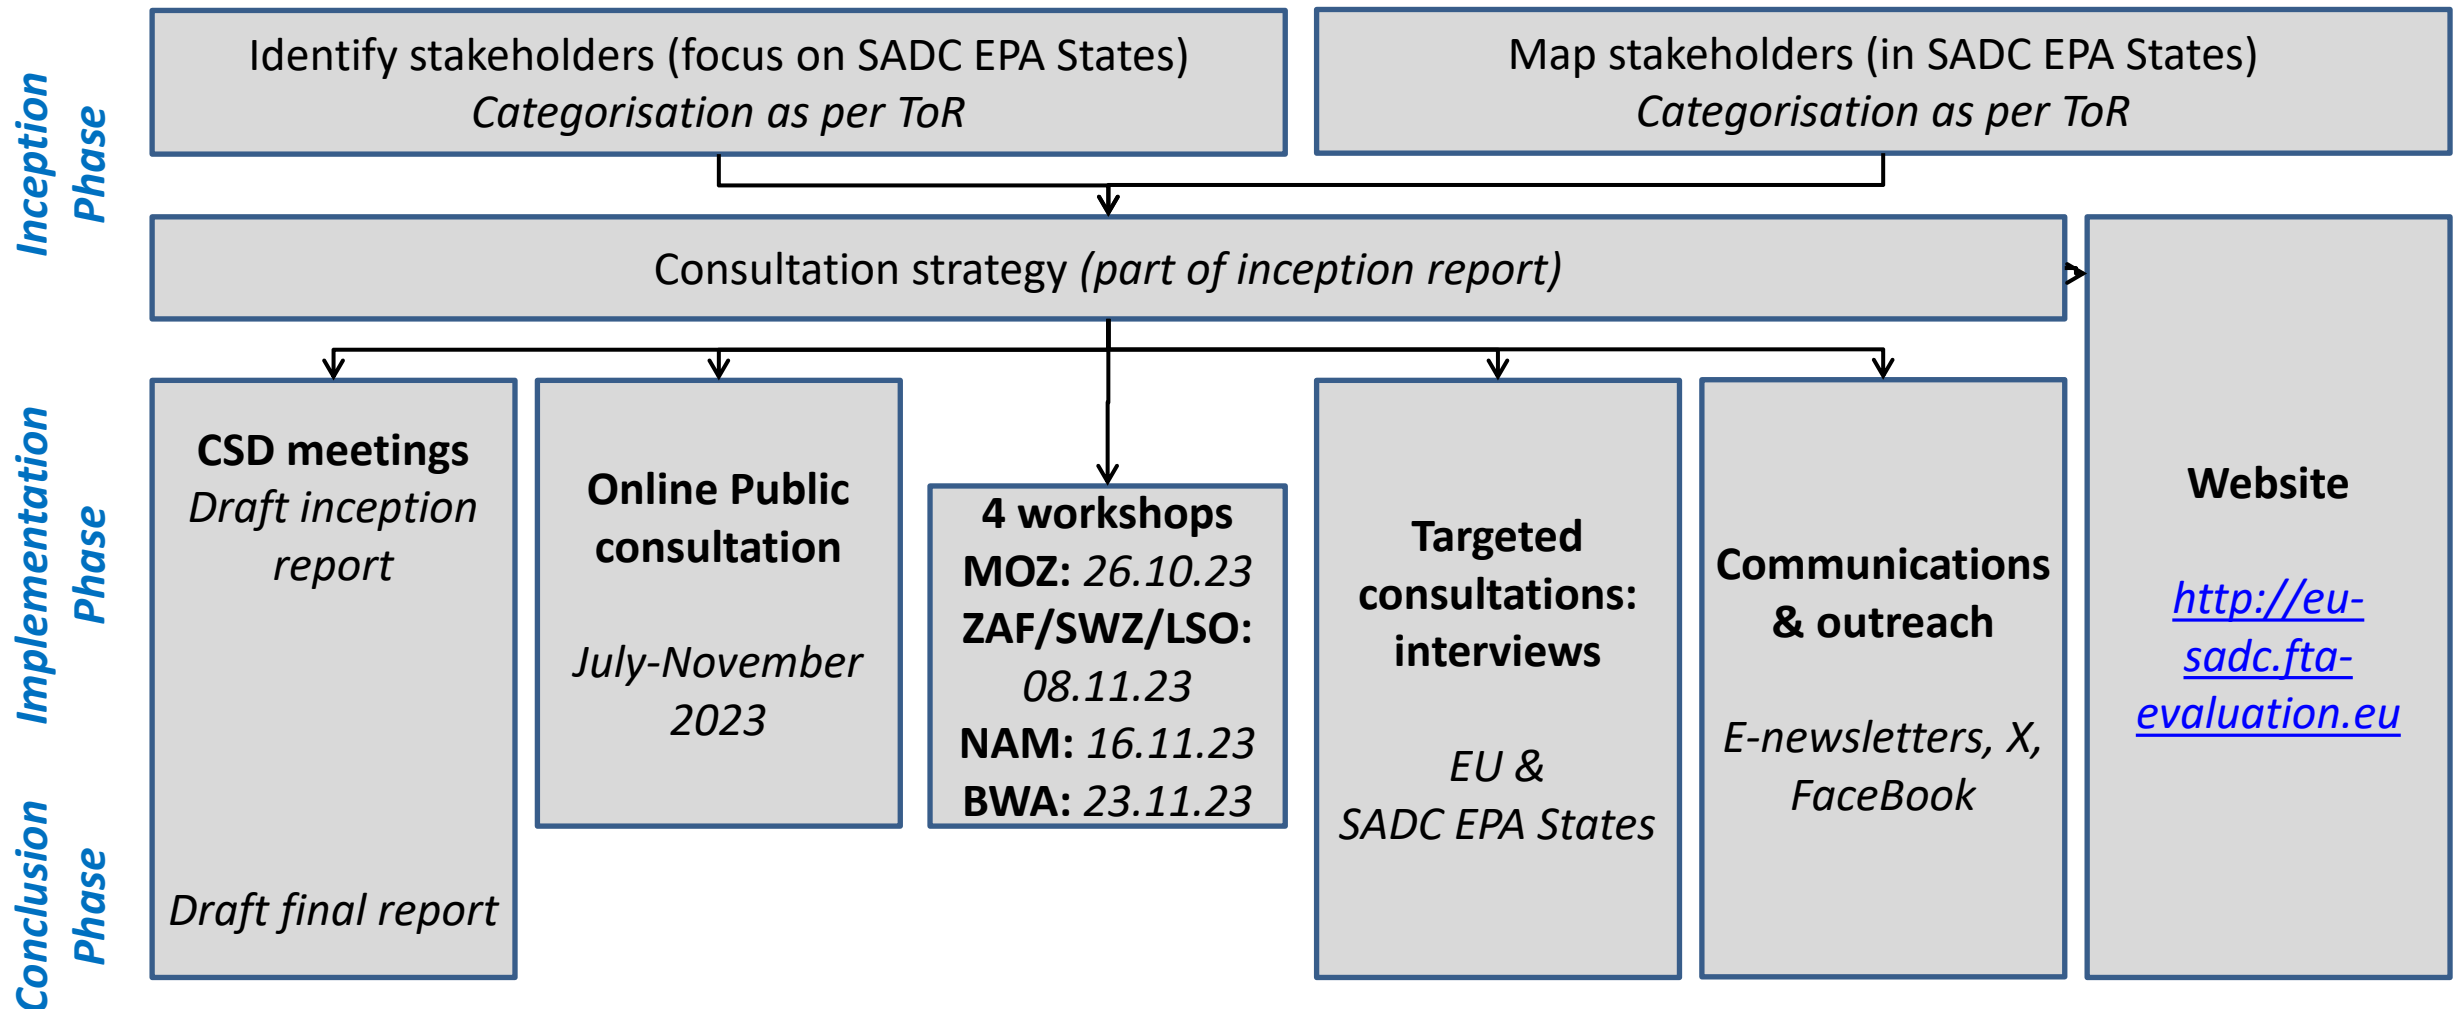 Inception
Phase
Identify stakeholders (focus on SADC EPA States)
Categorisation as per ToR
Map stakeholders (in SADC EPA States)
Categorisation as per ToR
Consultation strategy (part of inception report)
Implementation
Phase
CSD meetings
Draft inception
report
Draft final report
Online Public
consultation
July-November
2023
4 workshops
MOZ: 26.10.23
ZAF/SWZ/LSO:
08.11.23
NAM: 16.11.23
BWA: 23.11.23
Targeted
consultations:
interviews
EU &
SADC EPA States
Communications
& outreach
E-newsletters, X,
FaceBook
Website
http://eu-
sadc.fta-
evaluation.eu
Conclusion
Phase